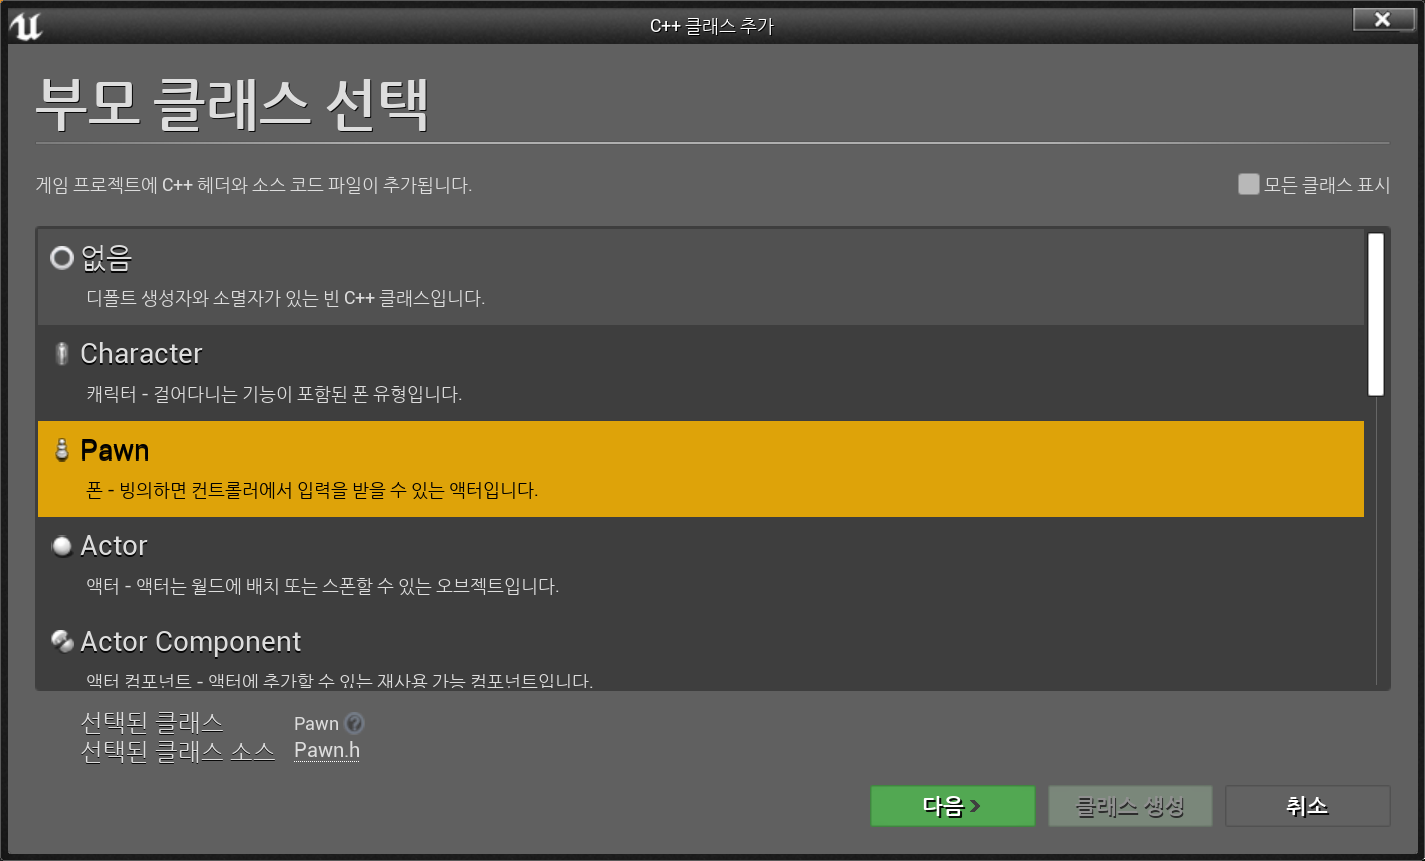 C++ 클래스 추가
부모 클래스 선택
게임 프로젝트에 C++ 헤더와 소스 코드 파일이 추가됩니다.
모든 클래스 표시
없음
디폴트 생성자와 소멸자가 있는 빈 C++ 클래스입니다.
Character
캐릭터 - 걸어다니는 기능이 포함된 폰 유형입니다.
Pawn
폰 - 빙의하면 컨트롤러에서 입력을 받을 수 있는 액터입니다.
Actor
액터 - 액터는 월드에 배치 또는 스폰할 수 있는 오브젝트입니다.
Actor Component
액터 컴포넌트 - 액터에 추가할 수 있는 재사용 가능 컴포넌트입니다.
선택된 클래스 Pawn ?
선택된 클래스 소스 Pawn.h
다음 > 클래스 생성 취소